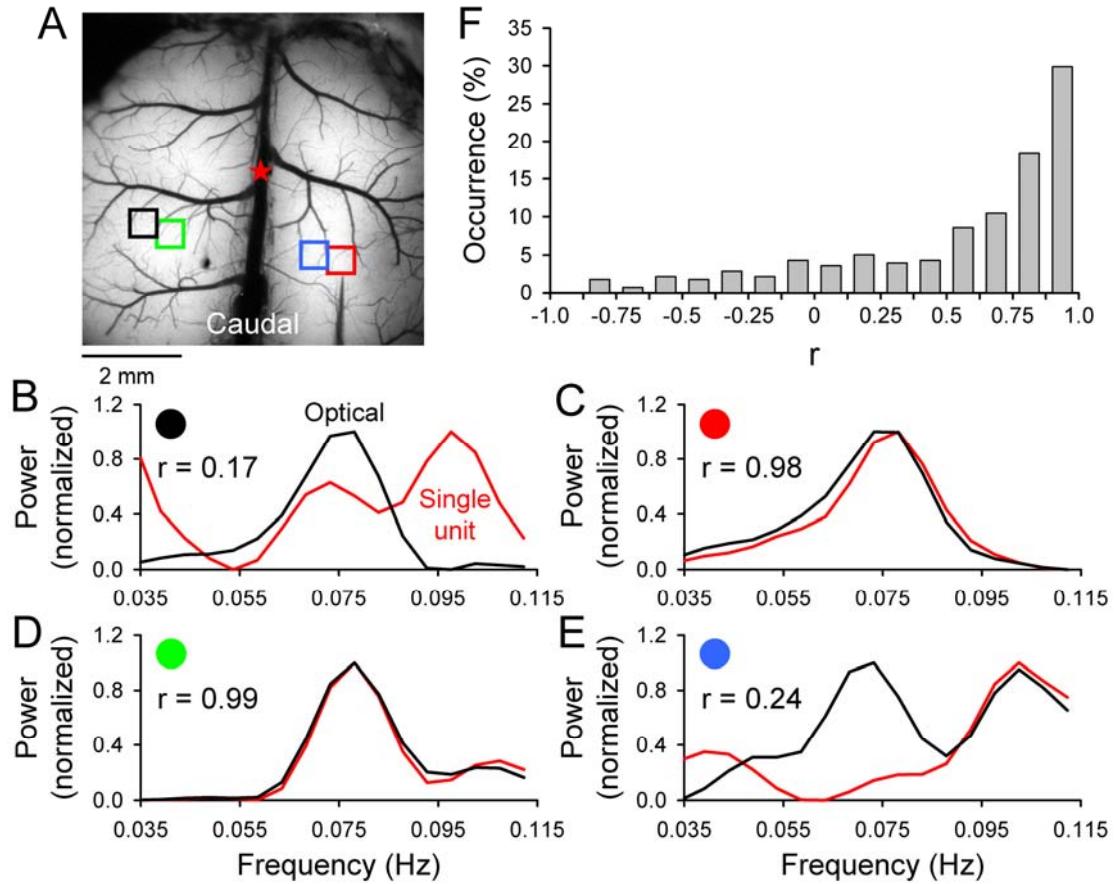 A
Caudal
2 mm
F
Occurrence (%)
35
30
25
20
15
10
5
0
-1.0 -0.75 -0.5 -0.25 0 0.25 0.5 0.75 1.0
r
B
Power
(normalized)
1.2
0.8
0.4
0.0
Optical
r = 0.17
Single
unit
0.035 0.055 0.075 0.095 0.115
C
Power
(normalized)
1.2
0.8
0.4
0.0
r = 0.98
0.035 0.055 0.075 0.095 0.115
D
Power
(normalized)
1.2
0.8
0.4
0.0
r = 0.99
0.035 0.055 0.075 0.095 0.115
Frequency (Hz)
E
Power
(normalized)
1.2
0.8
0.4
0.0
r = 0.24
0.035 0.055 0.075 0.095 0.115
Frequency (Hz)